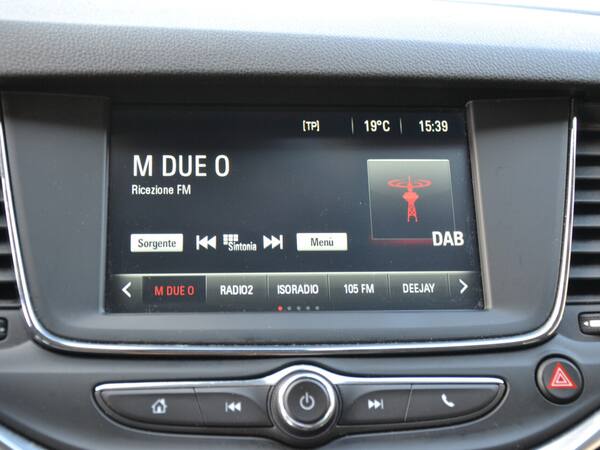 [TP] 19°C 15:39
M DUE O
Ricezione FM
DAB
Sorgente Sintonia Menù
M DUE O RADIO2 ISORADIO 105 FM DEEJAY